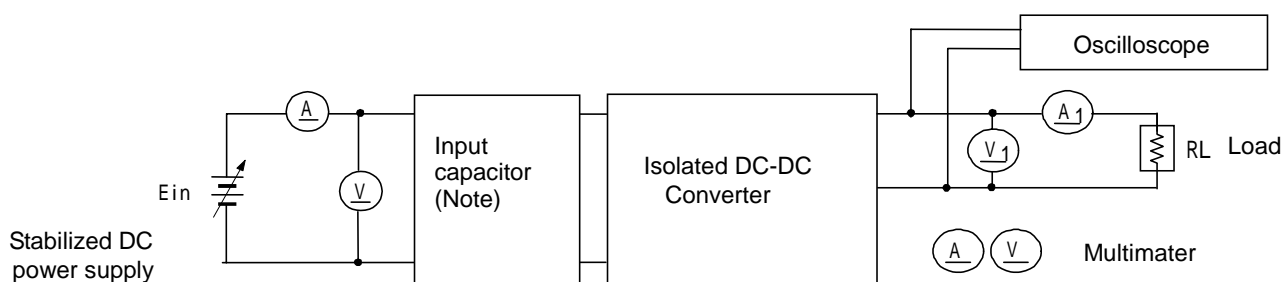 Oscilloscope
A
A1
Input
capacitor
(Note)
Isolated DC-DC
Converter
V1
RL Load
Ein
V
Stabilized DC
power supply
A V Multimater